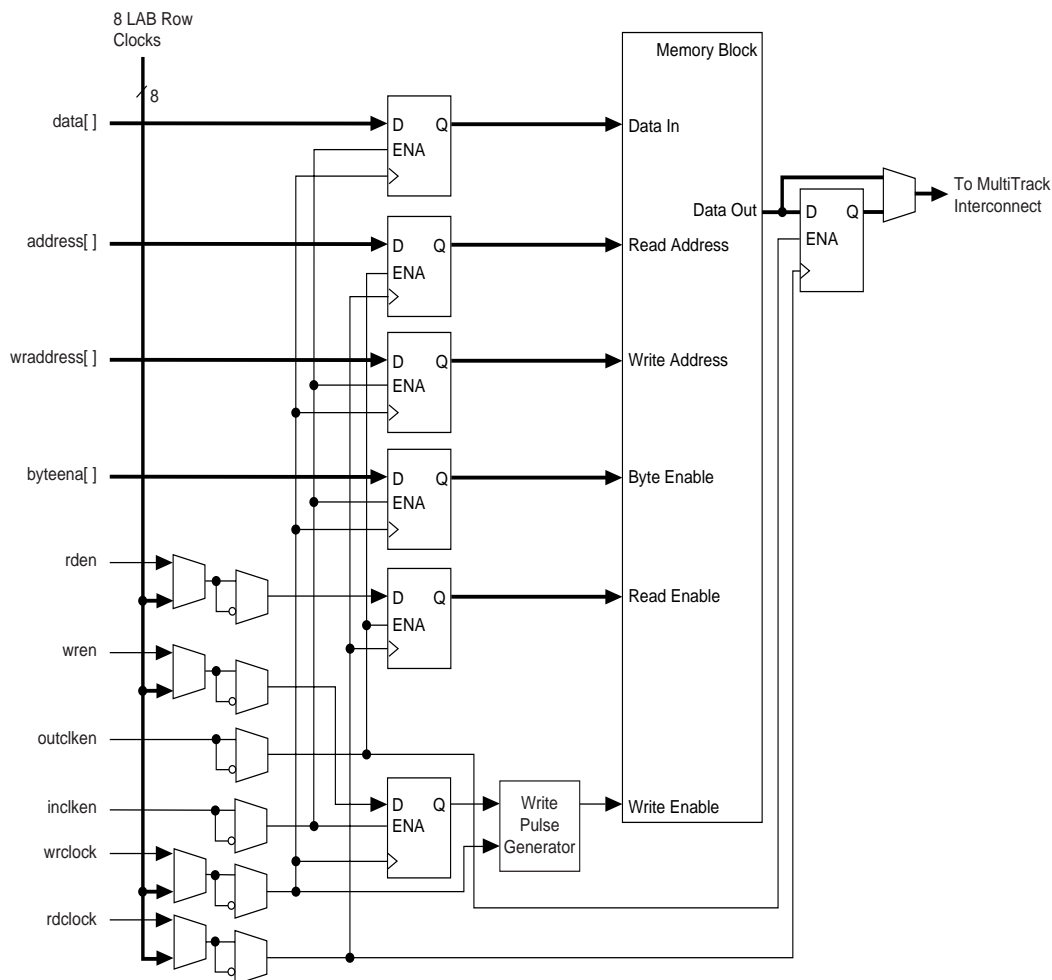 8 LAB Row
Clocks
8
data[ ]
address[ ]
wraddress[ ]
byteena[ ]
rden
wren
outclken
inclken
wrclock
rdclock
D Q
ENA
D Q
ENA
D Q
ENA
D Q
ENA
D Q
ENA
D Q
ENA
Write
Pulse
Generator
Memory Block
Data In
Data Out
Read Address
Write Address
Byte Enable
Read Enable
Write Enable
D Q
ENA
To MultiTrack
Interconnect